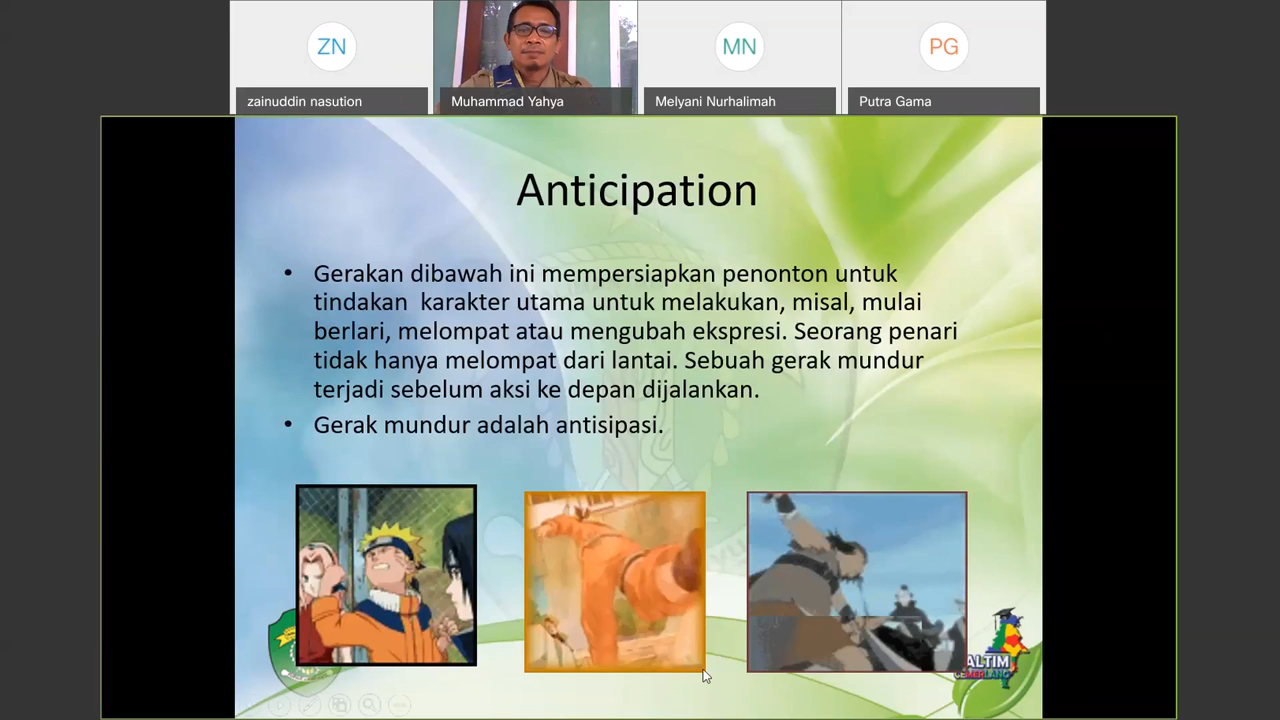 ZN
MN
PG
zainuddin nasution
Muhammad Yahya
Melyani Nurhalimah
Putra Gama
Anticipation
• Gerakan dibawah ini mempersiapkan penonton untuk
tindakan karakter utama untuk melakukan, misal, mulai
berlari, melompat atau mengubah ekspresi. Seorang penari
tidak hanya melompat dari lantai. Sebuah gerak mundur
terjadi sebelum aksi ke depan dijalankan.
• Gerak mundur adalah antisipasi.
ALTIM
CEMERLANG